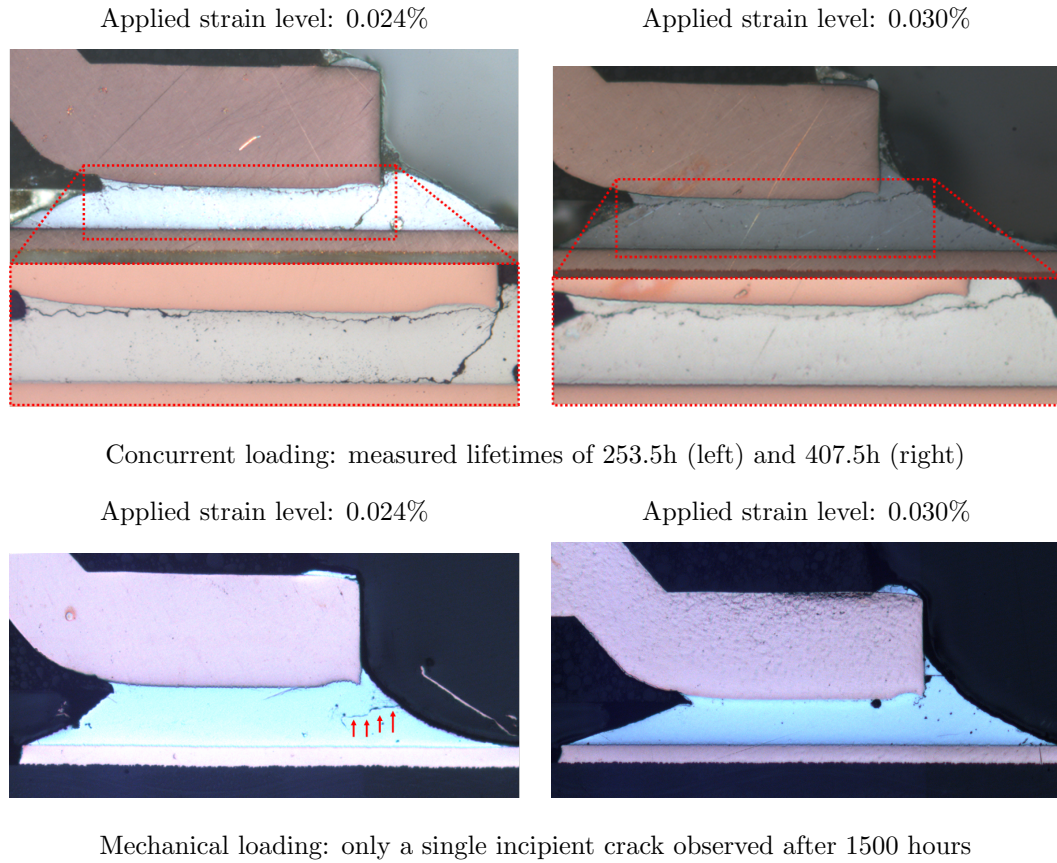 Applied strain level: 0.024%
Applied strain level: 0.030%
Concurrent loading: measured lifetimes of 253.5h (left) and 407.5h (right)
Applied strain level: 0.024%
Applied strain level: 0.030%
Mechanical loading: only a single incipient crack observed after 1500 hours